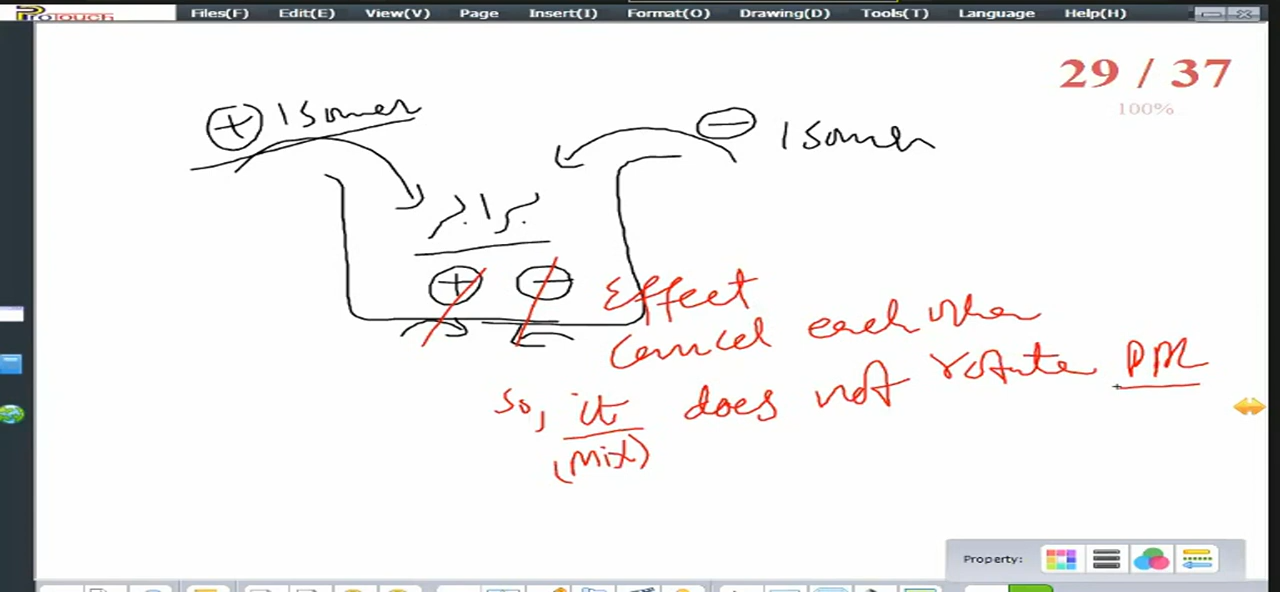 ProTouch
Files(F) Edit(E) View(V) Page Insert(I) Format(O) Drawing(D) Tools(T) Language Help(H)
29 / 37
100%
+ Isomer
- Isomer
برابر
+ -
Effect
cancel each other
so, it does not rotate PPL
(Mix)
Property: